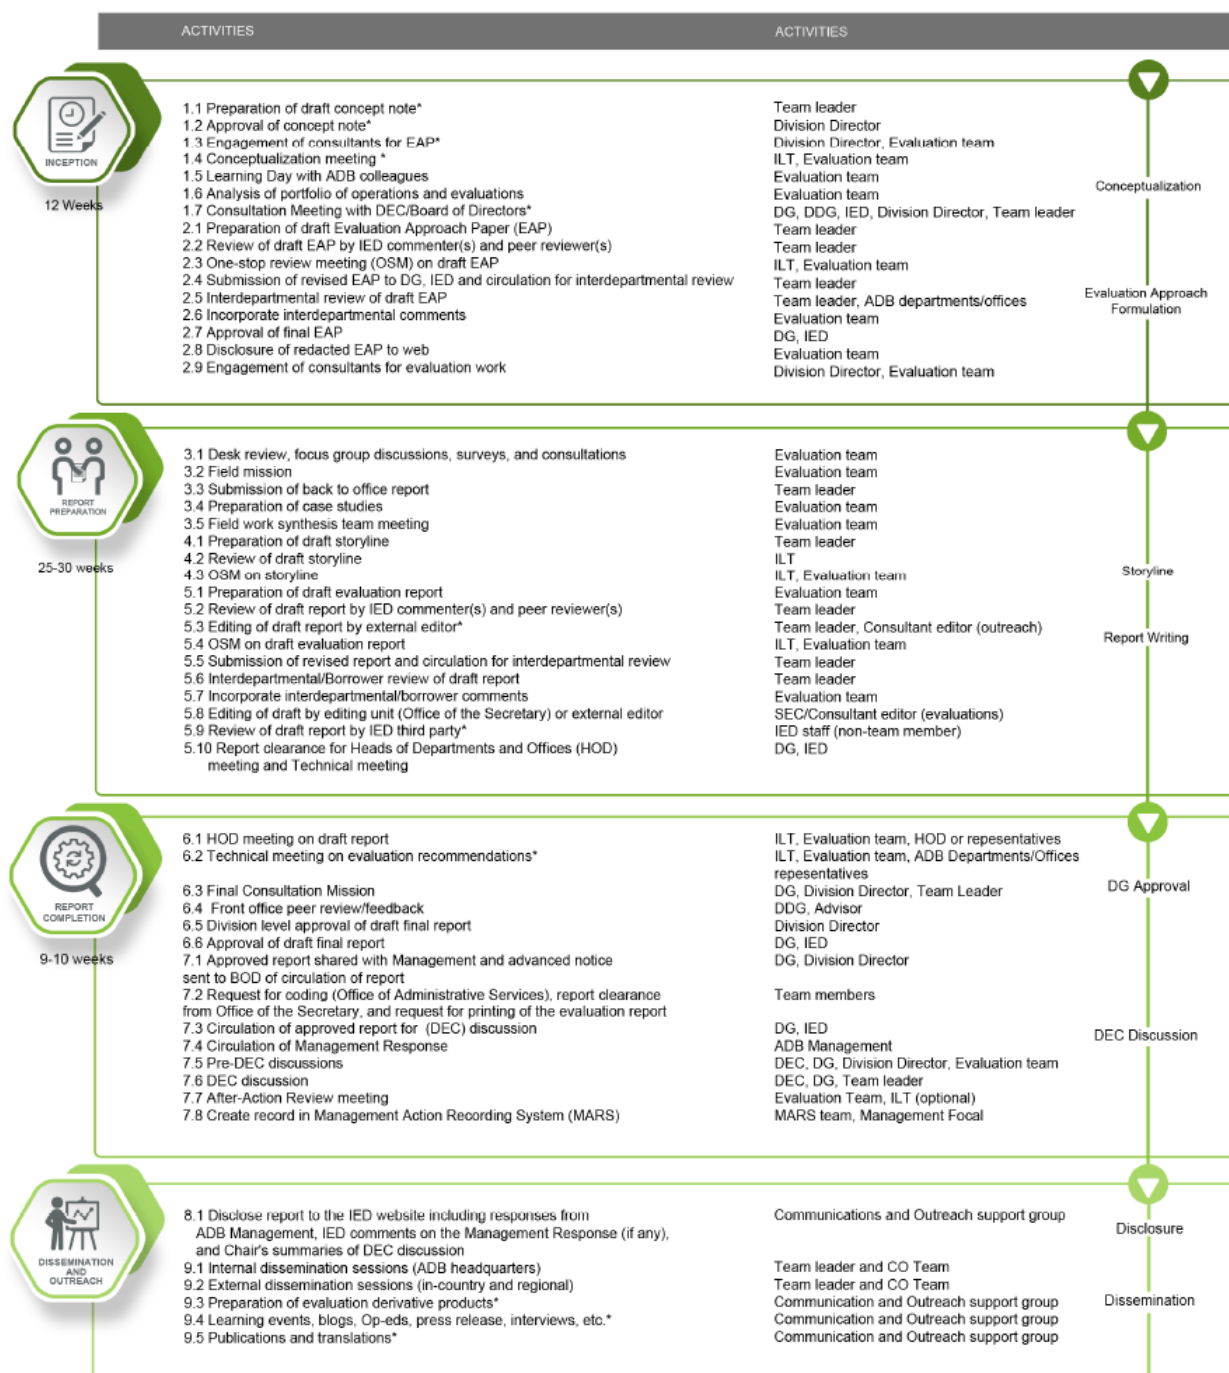 ACTIVITIES ACTIVITIES
INCEPTION
12 Weeks
1.1 Preparation of draft concept note* Team leader
1.2 Approval of concept note* Division Director
1.3 Engagement of consultants for EAP* Division Director, Evaluation team
1.4 Conceptualization meeting * ILT, Evaluation team
1.5 Learning Day with ADB colleagues Evaluation team
1.6 Analysis of portfolio of operations and evaluations Evaluation team
Conceptualization
1.7 Consultation Meeting with DEC/Board of Directors* DG, DDG, IED, Division Director, Team leader
2.1 Preparation of draft Evaluation Approach Paper (EAP) Team leader
2.2 Review of draft EAP by IED commenter(s) and peer reviewer(s) Team leader
2.3 One-stop review meeting (OSM) on draft EAP ILT, Evaluation team
2.4 Submission of revised EAP to DG, IED and circulation for interdepartmental review Team leader
2.5 Interdepartmental review of draft EAP Team leader, ADB departments/offices
Evaluation Approach
Formulation
2.6 Incorporate interdepartmental comments Evaluation team
2.7 Approval of final EAP DG, IED
2.8 Disclosure of redacted EAP to web Evaluation team
2.9 Engagement of consultants for evaluation work Division Director, Evaluation team
REPORT
PREPARATION
25-30 weeks
3.1 Desk review, focus group discussions, surveys, and consultations Evaluation team
3.2 Field mission Evaluation team
3.3 Submission of back to office report Team leader
3.4 Preparation of case studies Evaluation team
3.5 Field work synthesis team meeting Evaluation team
4.1 Preparation of draft storyline Team leader
4.2 Review of draft storyline ILT
4.3 OSM on storyline ILT, Evaluation team
Storyline
5.1 Preparation of draft evaluation report Evaluation team
5.2 Review of draft report by IED commenter(s) and peer reviewer(s) Team leader
5.3 Editing of draft report by external editor* Team leader, Consultant editor (outreach)
5.4 OSM on draft evaluation report ILT, Evaluation team
Report Writing
5.5 Submission of revised report and circulation for interdepartmental review Team leader
5.6 Interdepartmental/Borrower review of draft report Team leader
5.7 Incorporate interdepartmental/borrower comments Evaluation team
5.8 Editing of draft by editing unit (Office of the Secretary) or external editor SEC/Consultant editor (evaluations)
5.9 Review of draft report by IED third party* IED staff (non-team member)
5.10 Report clearance for Heads of Departments and Offices (HOD) DG, IED
meeting and Technical meeting
REPORT
COMPLETION
9-10 weeks
6.1 HOD meeting on draft report ILT, Evaluation team, HOD or repesentatives
6.2 Technical meeting on evaluation recommendations* ILT, Evaluation team, ADB Departments/Offices
repesentatives
6.3 Final Consultation Mission DG, Division Director, Team Leader
DG Approval
6.4 Front office peer review/feedback DDG, Advisor
6.5 Division level approval of draft final report Division Director
6.6 Approval of draft final report DG, IED
7.1 Approved report shared with Management and advanced notice DG, Division Director
sent to BOD of circulation of report
7.2 Request for coding (Office of Administrative Services), report clearance Team members
from Office of the Secretary, and request for printing of the evaluation report
7.3 Circulation of approved report for (DEC) discussion DG, IED
DEC Discussion
7.4 Circulation of Management Response ADB Management
7.5 Pre-DEC discussions DEC, DG, Division Director, Evaluation team
7.6 DEC discussion DEC, DG, Team leader
7.7 After-Action Review meeting Evaluation Team, ILT (optional)
7.8 Create record in Management Action Recording System (MARS) MARS team, Management Focal
DISSEMINATION
AND
OUTREACH
8.1 Disclose report to the IED website including responses from Communications and Outreach support group
ADB Management, IED comments on the Management Response (if any),
and Chair's summaries of DEC discussion
Disclosure
9.1 Internal dissemination sessions (ADB headquarters) Team leader and CO Team
9.2 External dissemination sessions (in-country and regional) Team leader and CO Team
9.3 Preparation of evaluation derivative products* Communication and Outreach support group
Dissemination
9.4 Learning events, blogs, Op-eds, press release, interviews, etc.* Communication and Outreach support group
9.5 Publications and translations* Communication and Outreach support group